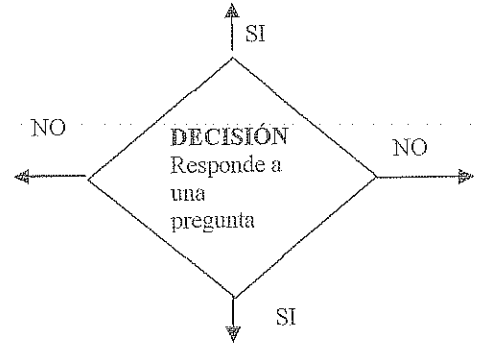 SI
NO
DECISIÓN
Responde a
una
pregunta
NO
SI